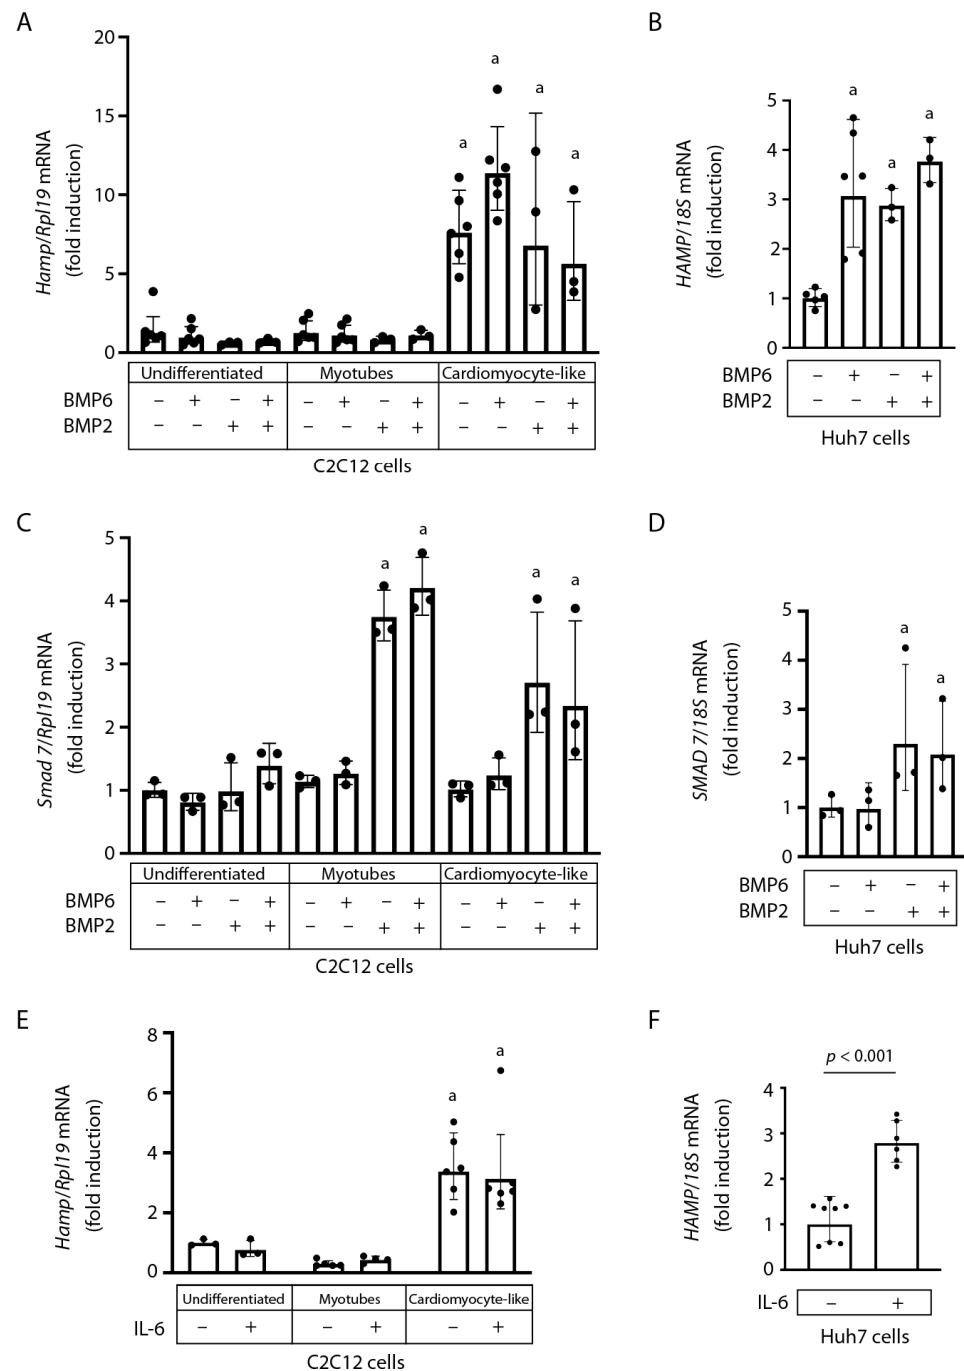 A
Hamp/Rpl19 mRNA
(fold induction)
20
15
10
5
0
a a a a
Undifferentiated Myotubes Cardiomyocyte-like
BMP6 − + − + − + − + − + − +
BMP2 − − + + − − + + − − + +
C2C12 cells
B
HAMP/18S mRNA
(fold induction)
5
4
3
2
1
0
a a a
BMP6 − + − +
BMP2 − − + +
Huh7 cells
C
Smad 7/Rpl19 mRNA
(fold induction)
5
4
3
2
1
0
a a a a
Undifferentiated Myotubes Cardiomyocyte-like
BMP6 − + − + − + − + − + − +
BMP2 − − + + − − + + − − + +
C2C12 cells
D
SMAD 7/18S mRNA
(fold induction)
5
4
3
2
1
0
a a
BMP6 − + − +
BMP2 − − + +
Huh7 cells
E
Hamp/Rpl19 mRNA
(fold induction)
8
6
4
2
0
a a
Undifferentiated Myotubes Cardiomyocyte-like
IL-6 − + − + − +
C2C12 cells
F
HAMP/18S mRNA
(fold induction)
p < 0.001
4
3
2
1
0
IL-6 − +
Huh7 cells